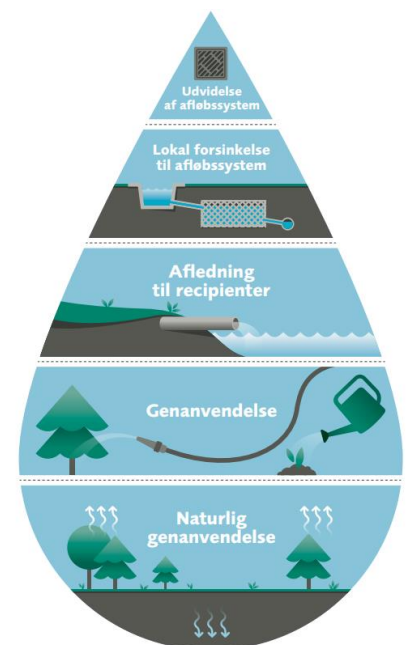 Udvidelse
af afløbssystem
Lokal forsinkelse
til afløbssystem
Afledning
til recipienter
Genanvendelse
Naturlig
genanvendelse